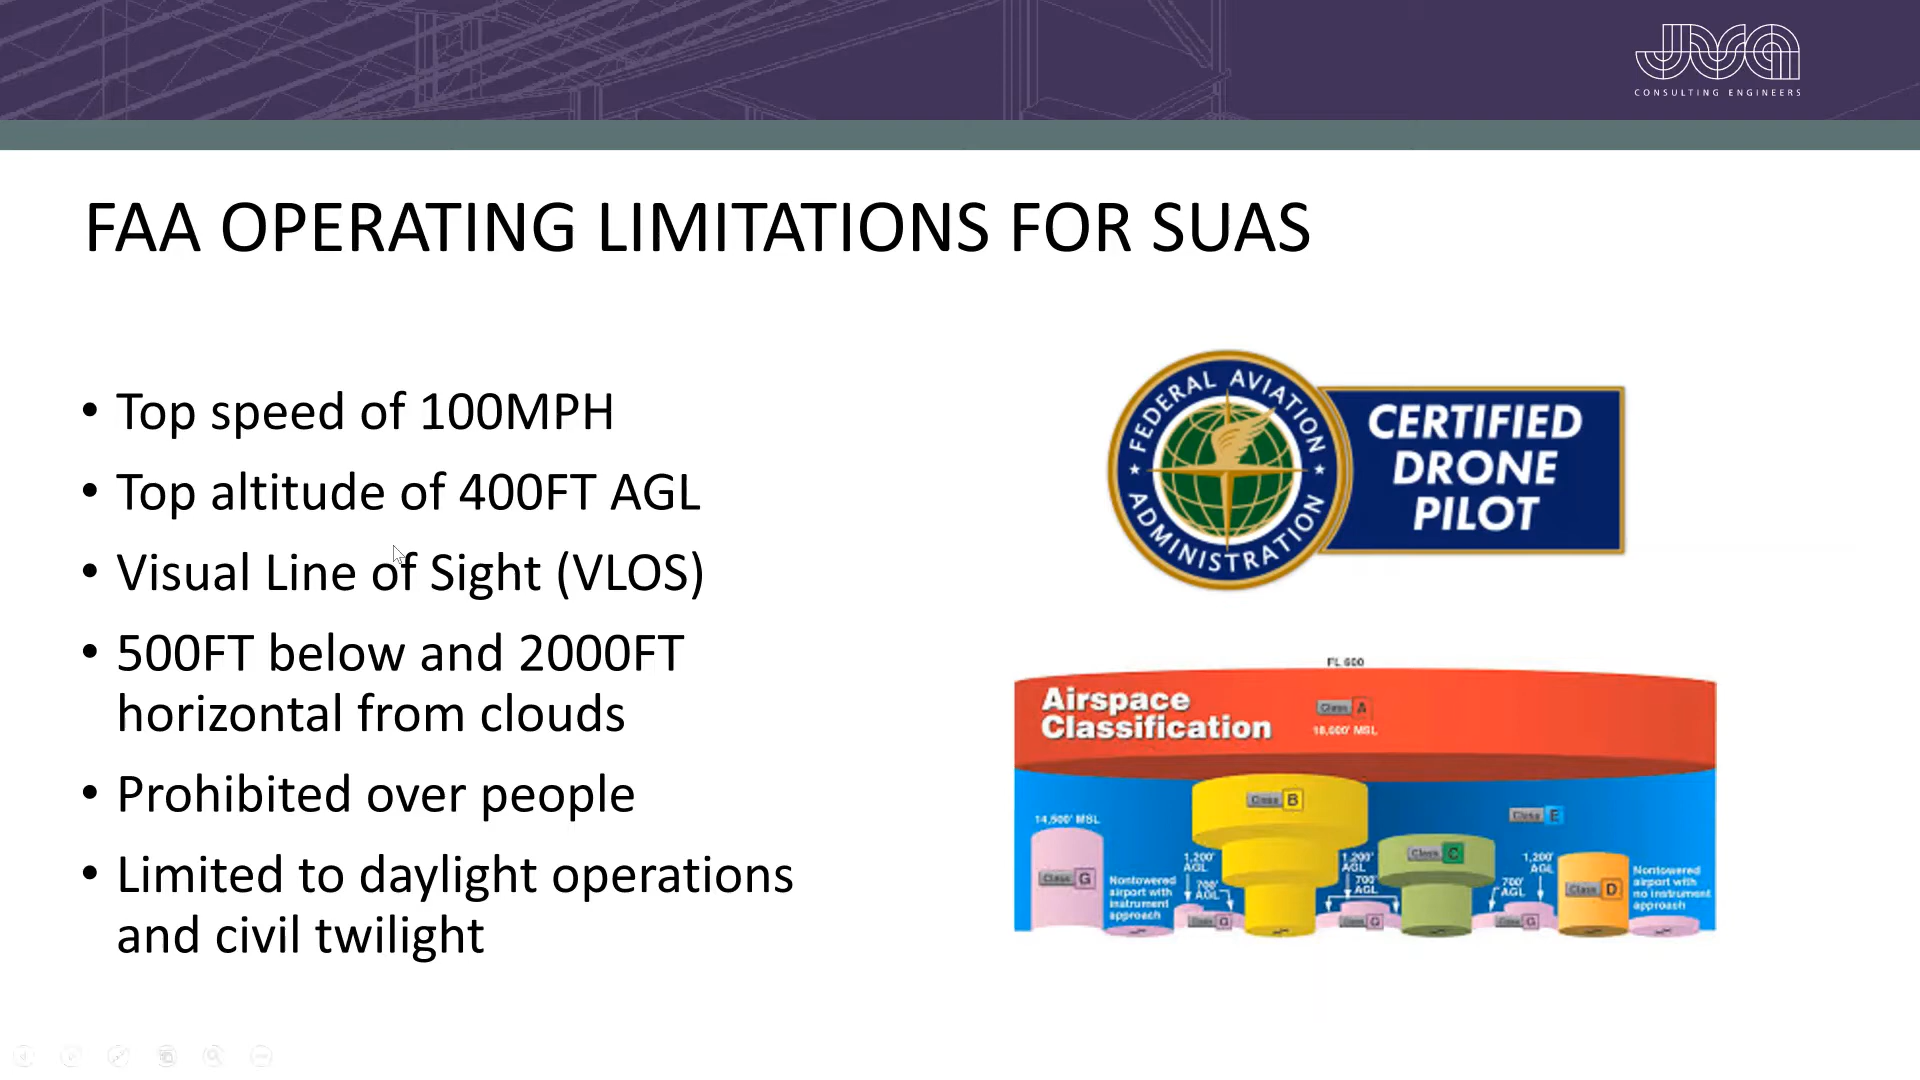 JVA
CONSULTING ENGINEERS
FAA OPERATING LIMITATIONS FOR SUAS
• Top speed of 100MPH
• Top altitude of 400FT AGL
• Visual Line of Sight (VLOS)
• 500FT below and 2000FT
horizontal from clouds
• Prohibited over people
• Limited to daylight operations
and civil twilight
FEDERAL AVIATION
ADMINISTRATION
CERTIFIED
DRONE
PILOT
FL 600
Airspace
Classification
Class A
18,000' MSL
Class B
14,500' MSL
Class E
Class C
Class G
Nontowered
airport with
instrument
approach
1,200'
AGL
700'
AGL
Class G
1,200'
AGL
700'
AGL
Class G
1,200'
AGL
700'
AGL
Class G
Class D
Nontowered
airport with
no instrument
approach